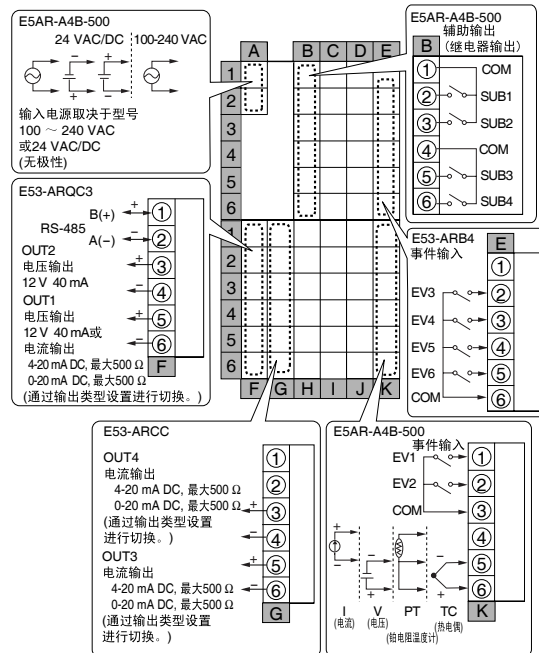 E5AR-A4B-500
24 VAC/DC
100-240 VAC
+ − +
− + −
输入电源取决于型号
100 ～ 240 VAC
或24 VAC/DC
(无极性)
A B C D E
1
2
3
4
5
6
1
2
3
4
5
6
F G H I J K
E5AR-A4B-500
辅助输出
(继电器输出)
B
① COM
② SUB1
③ SUB2
④ COM
⑤ SUB3
⑥ SUB4
E53-ARQC3
B(+) + ①
RS-485
A(−) − ②
OUT2
电压输出 + ③
12 V 40 mA − ④
OUT1
电压输出 + ⑤
12 V 40 mA或
电流输出 − ⑥
4-20 mA DC, 最大500 Ω
0-20 mA DC, 最大500 Ω
(通过输出类型设置进行切换。)
F
E53-ARB4
事件输入
E
①
EV3 ②
EV4 ③
EV5 ④
EV6 ⑤
COM ⑥
E53-ARCC
OUT4 ①
电流输出 ②
4-20 mA DC, 最大500 Ω
0-20 mA DC, 最大500 Ω + ③
(通过输出类型设置
进行切换。) − ④
OUT3 + ⑤
电流输出
4-20 mA DC, 最大500 Ω − ⑥
0-20 mA DC, 最大500 Ω
(通过输出类型设置
进行切换。)
G
E5AR-A4B-500
事件输入
EV1 ①
EV2 ②
COM ③
④
⑤
⑥
+ − −
− + +
I V PT TC
(电流) (电压) (铂电阻温度计) (热电偶)
K